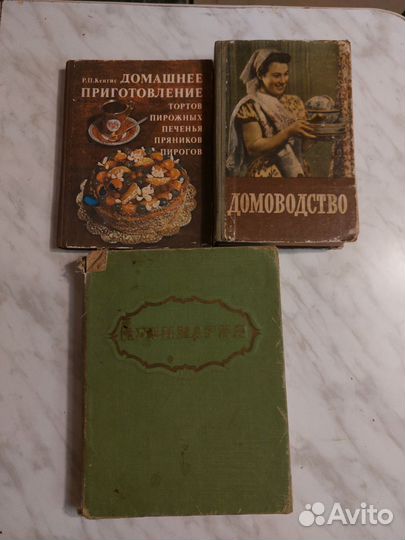 Р.П.Кенгис ДОМАШНЕЕ
ПРИГОТОВЛЕНИЕ
ТОРТОВ
ПИРОЖНЫХ
ПЕЧЕНЬЯ
ПРЯНИКОВ
ПИРОГОВ
ДОМОВОДСТВО
КУЛИНАРИЯ
Avito